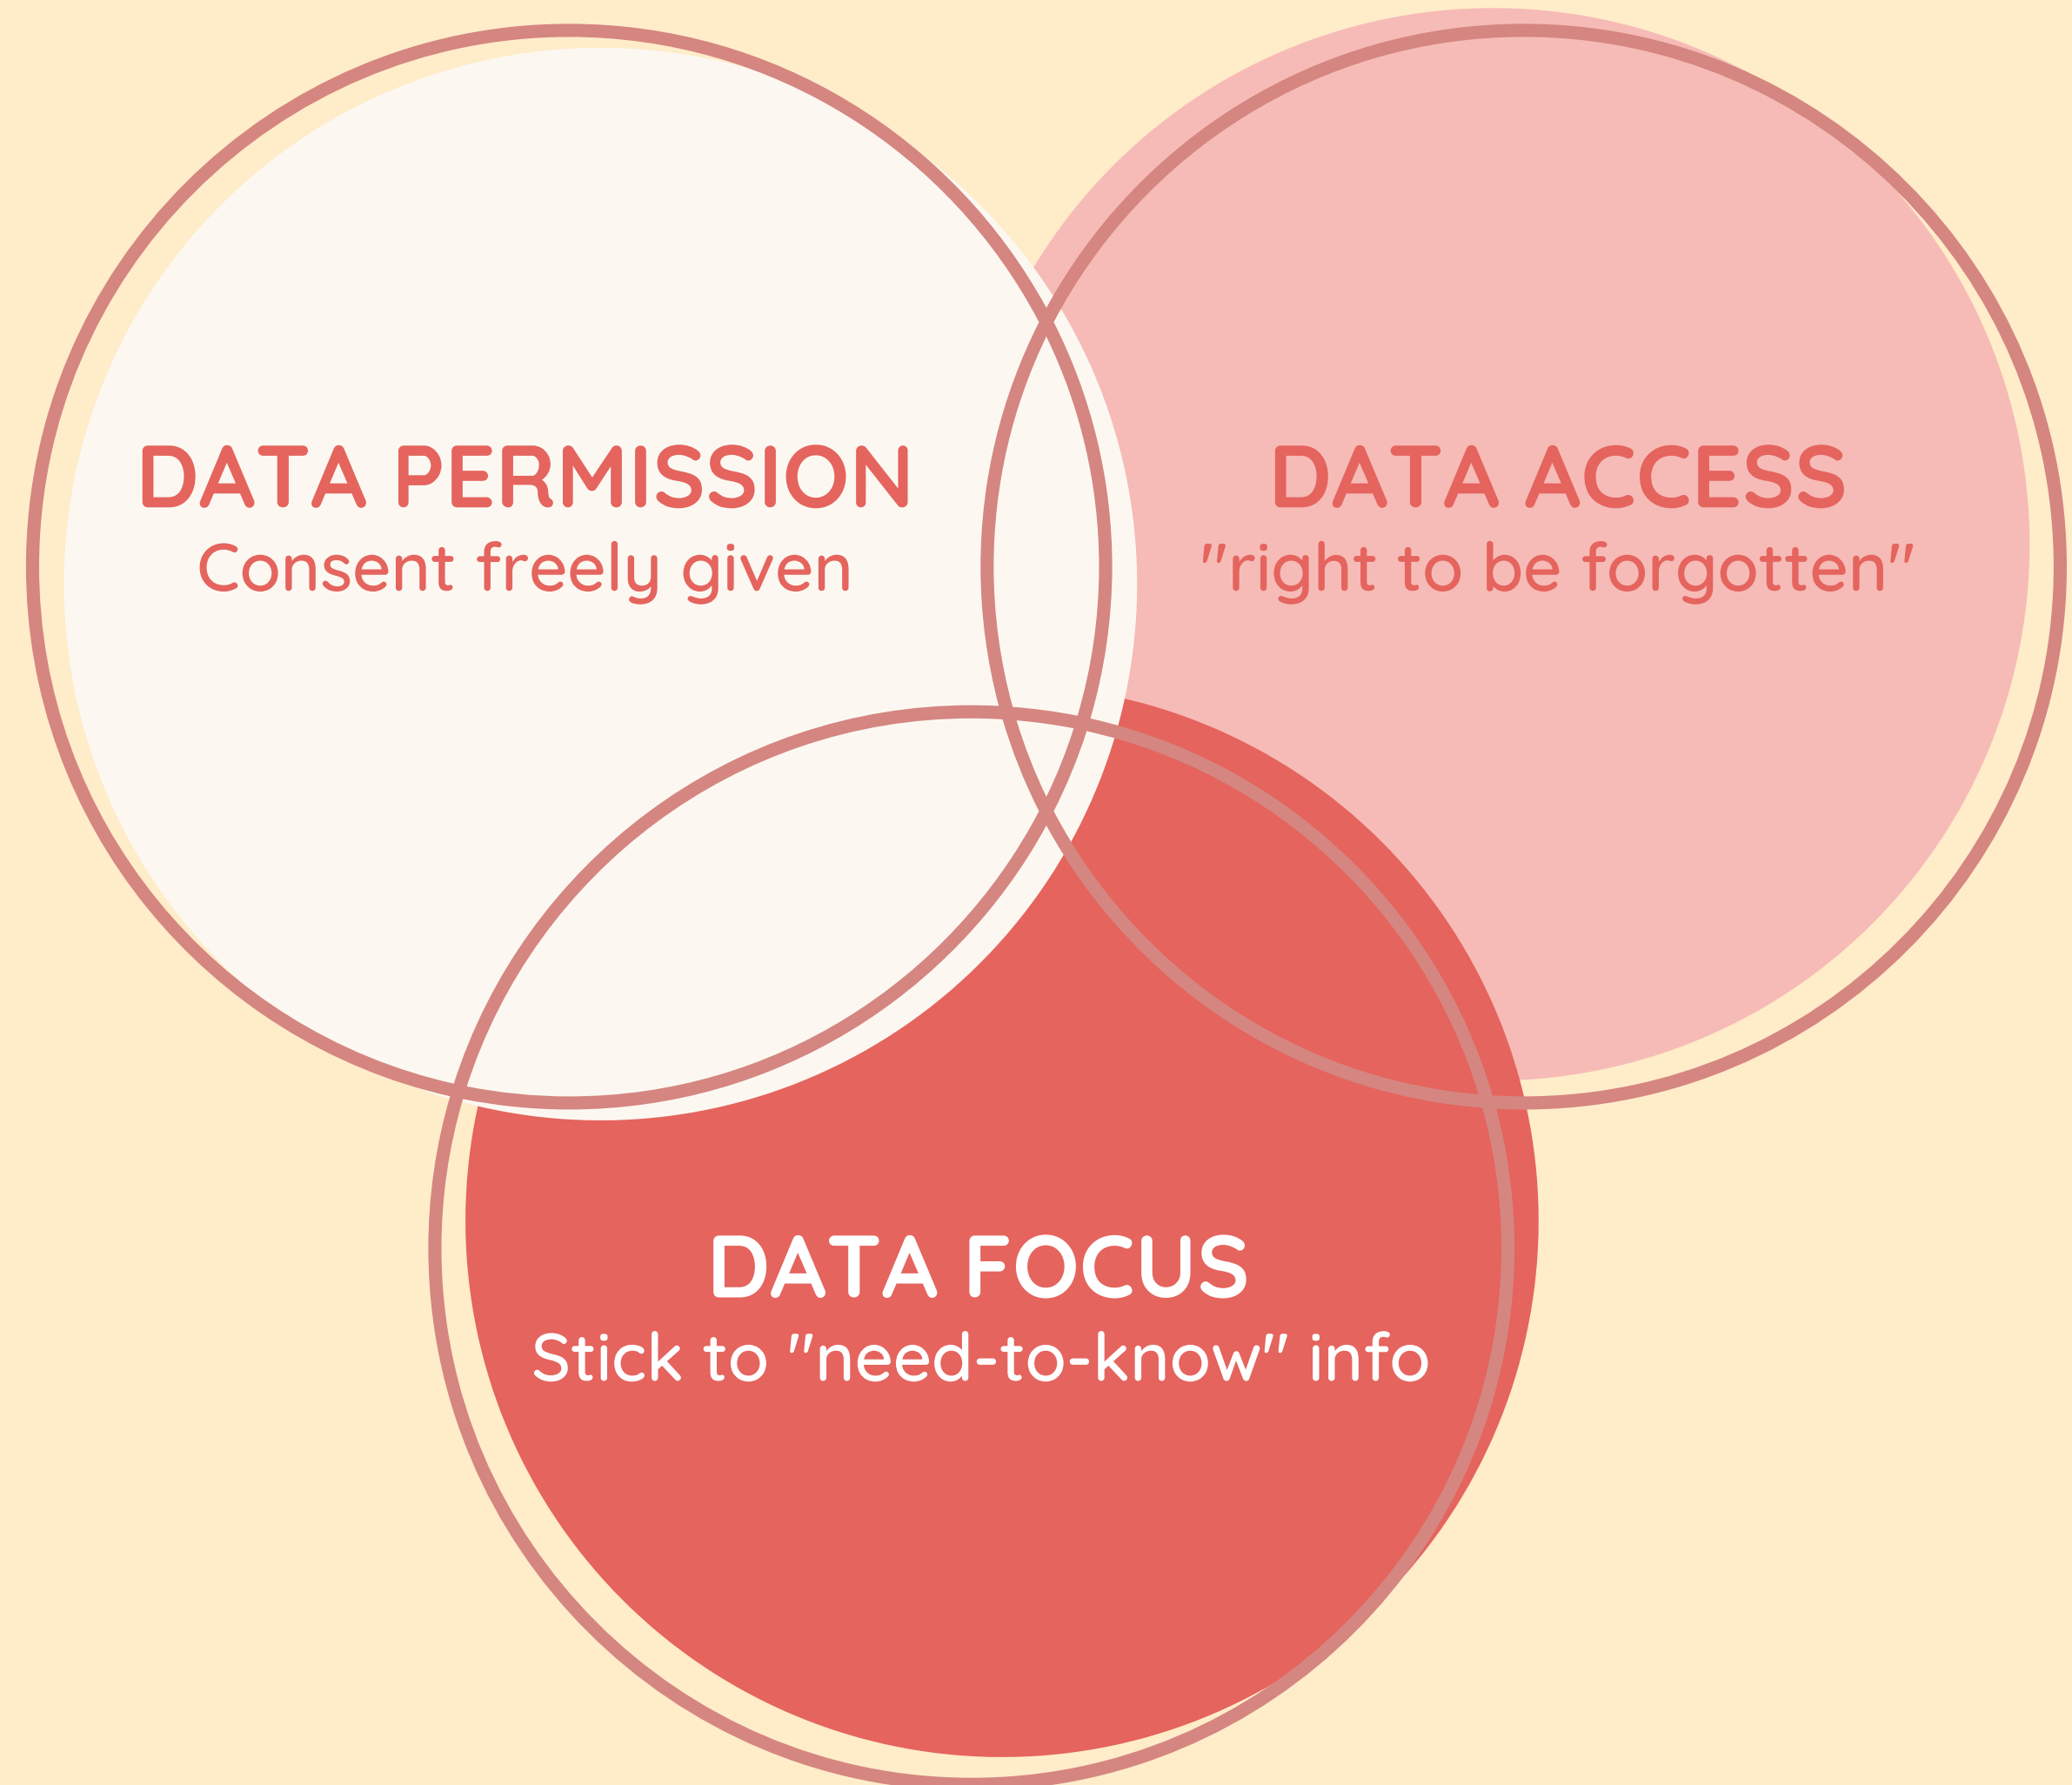 DATA PERMISSION
Consent freely given
DATA ACCESS
"right to be forgotten"
DATA FOCUS
Stick to "need-to-know" info